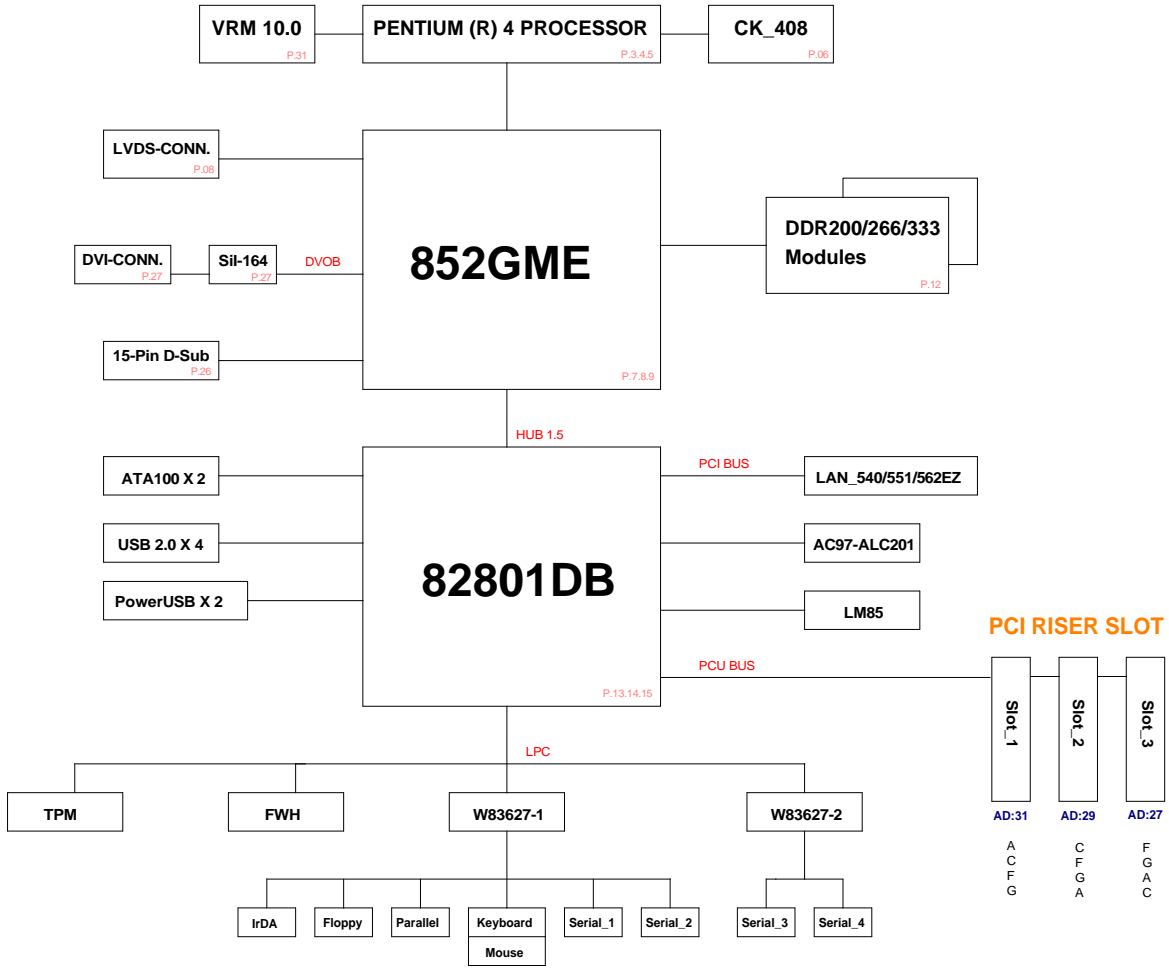 VRM 10.0
P.31
PENTIUM (R) 4 PROCESSOR
P.3.4.5
CK_408
P.06
LVDS-CONN.
P.08
DVI-CONN.
P.27
SiI-164
P.27
DVOB
15-Pin D-Sub
P.26
852GME
P.7.8.9
DDR200/266/333
Modules
P.12
HUB 1.5
ATA100 X 2
USB 2.0 X 4
PowerUSB X 2
82801DB
P.13.14.15
PCI BUS
LAN_540/551/562EZ
AC97-ALC201
LM85
PCU BUS
PCI RISER SLOT
Slot_1
Slot_2
Slot_3
AD:31
AD:29
AD:27
A
C
F
G
C
F
G
A
F
G
A
C
LPC
TPM
FWH
W83627-1
W83627-2
IrDA
Floppy
Parallel
Keyboard
Mouse
Serial_1
Serial_2
Serial_3
Serial_4